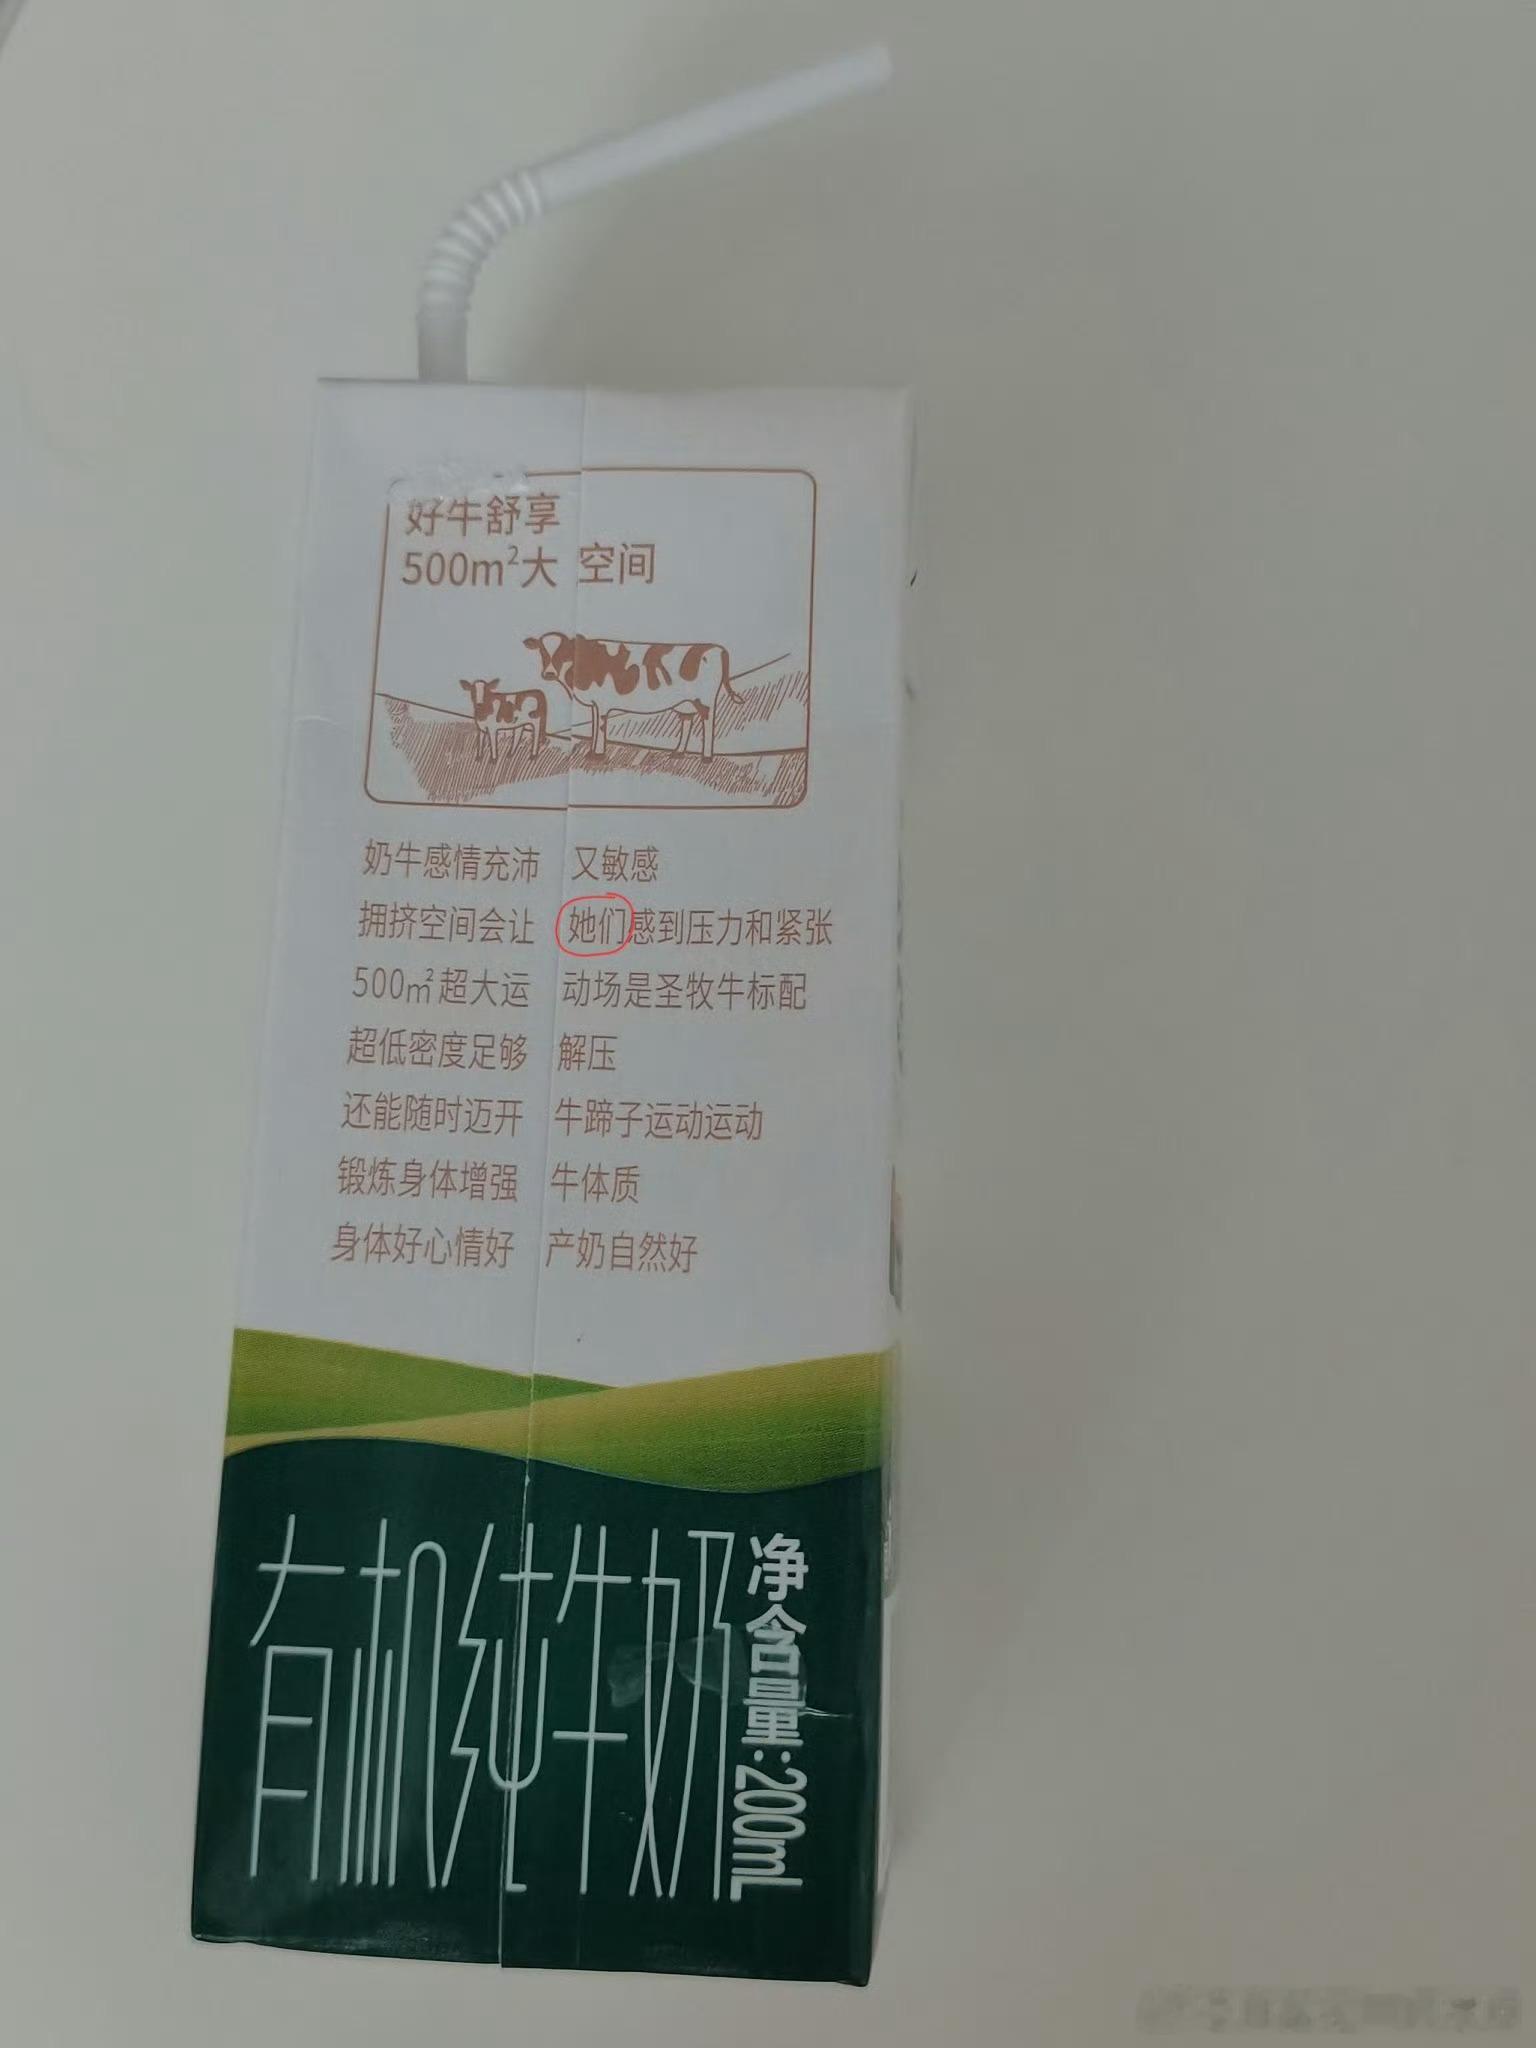 好牛舒享
500m²大空间
奶牛感情充沛又敏感
拥挤空间会让她们感到压力和紧张
500㎡超大运动场是圣牧牛标配
超低密度足够解压
还能随时迈开牛蹄子运动运动
锻炼身体增强牛体质
身体好心情好产奶自然好
有机纯牛奶
净含量:200mL